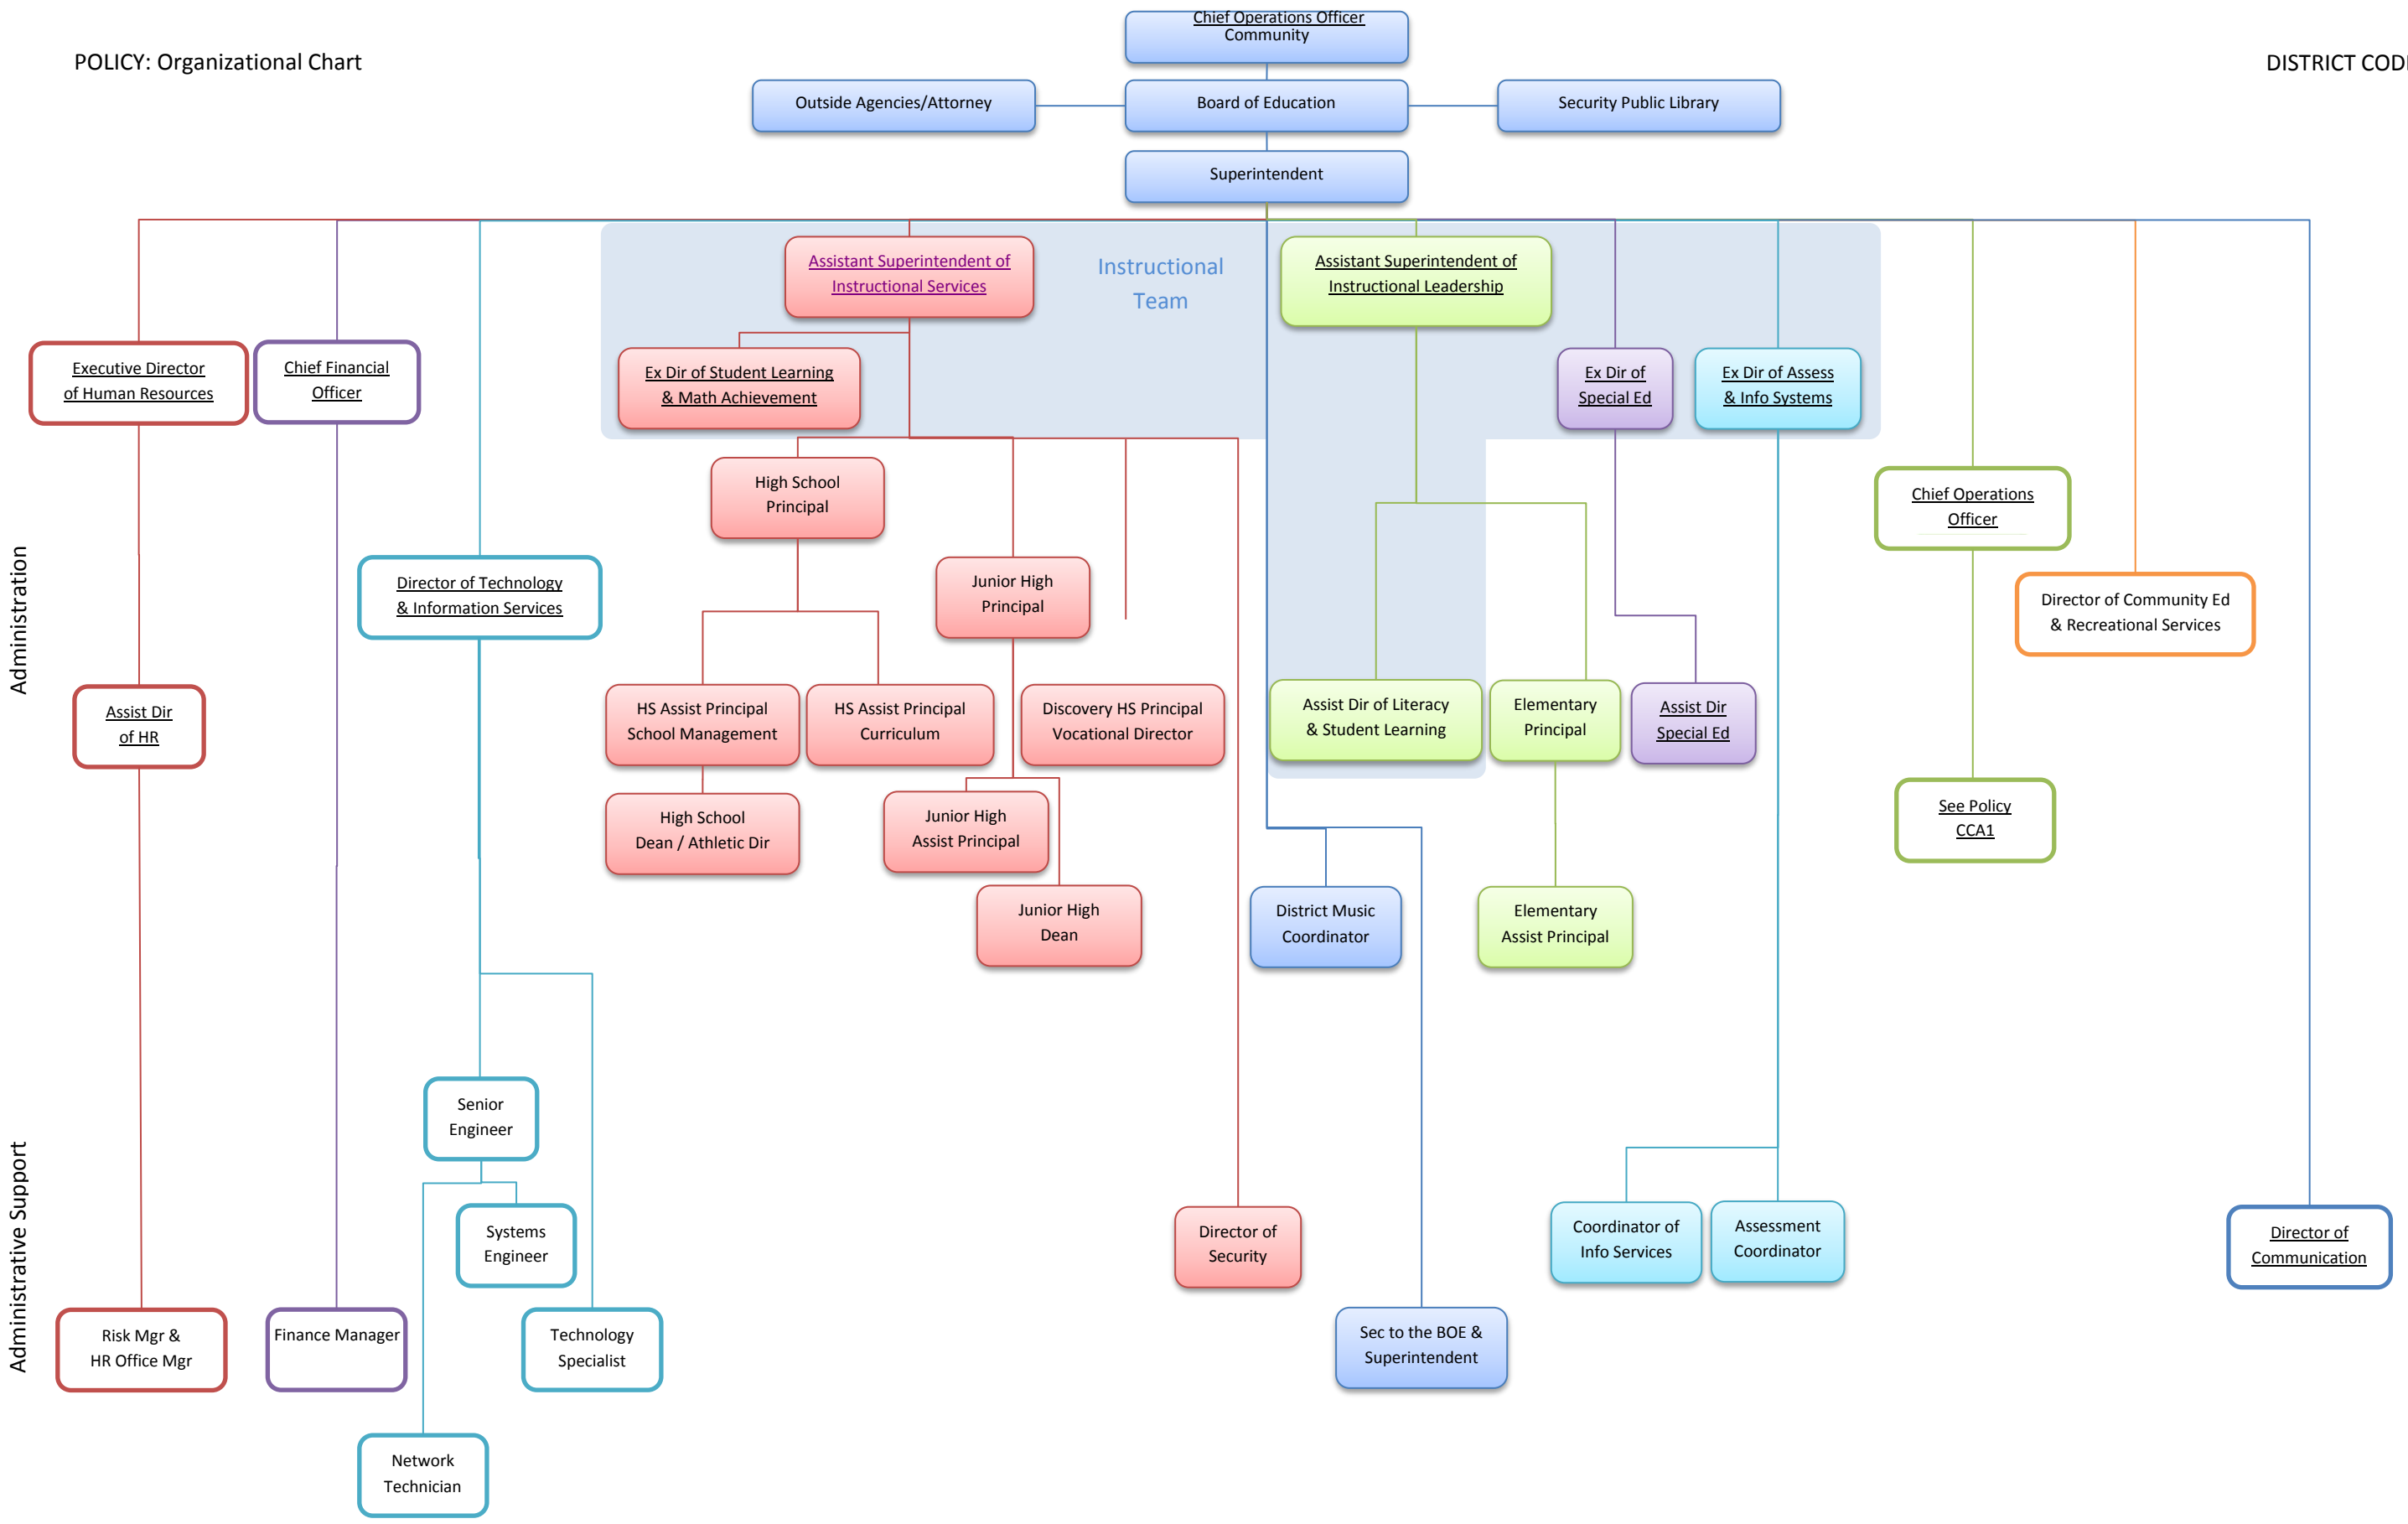 Chief Operations Officer
Community
POLICY: Organizational Chart
DISTRICT COD
Outside Agencies/Attorney
Board of Education
Security Public Library
Superintendent
Assistant Superintendent of
Instructional Services
Instructional
Team
Assistant Superintendent of
Instructional Leadership
Executive Director
of Human Resources
Chief Financial
Officer
Ex Dir of Student Learning
& Math Achievement
Ex Dir of
Special Ed
Ex Dir of Assess
& Info Systems
High School
Principal
Chief Operations
Officer
Administration
Director of Technology
& Information Services
Junior High
Principal
Director of Community Ed
& Recreational Services
Assist Dir
of HR
HS Assist Principal
School Management
HS Assist Principal
Curriculum
Discovery HS Principal
Vocational Director
Assist Dir of Literacy
& Student Learning
Elementary
Principal
Assist Dir
Special Ed
High School
Dean / Athletic Dir
Junior High
Assist Principal
See Policy
CCA1
Junior High
Dean
District Music
Coordinator
Elementary
Assist Principal
Administrative Support
Senior
Engineer
Systems
Engineer
Director of
Security
Coordinator of
Info Services
Assessment
Coordinator
Director of
Communication
Risk Mgr &
HR Office Mgr
Finance Manager
Technology
Specialist
Sec to the BOE &
Superintendent
Network
Technician